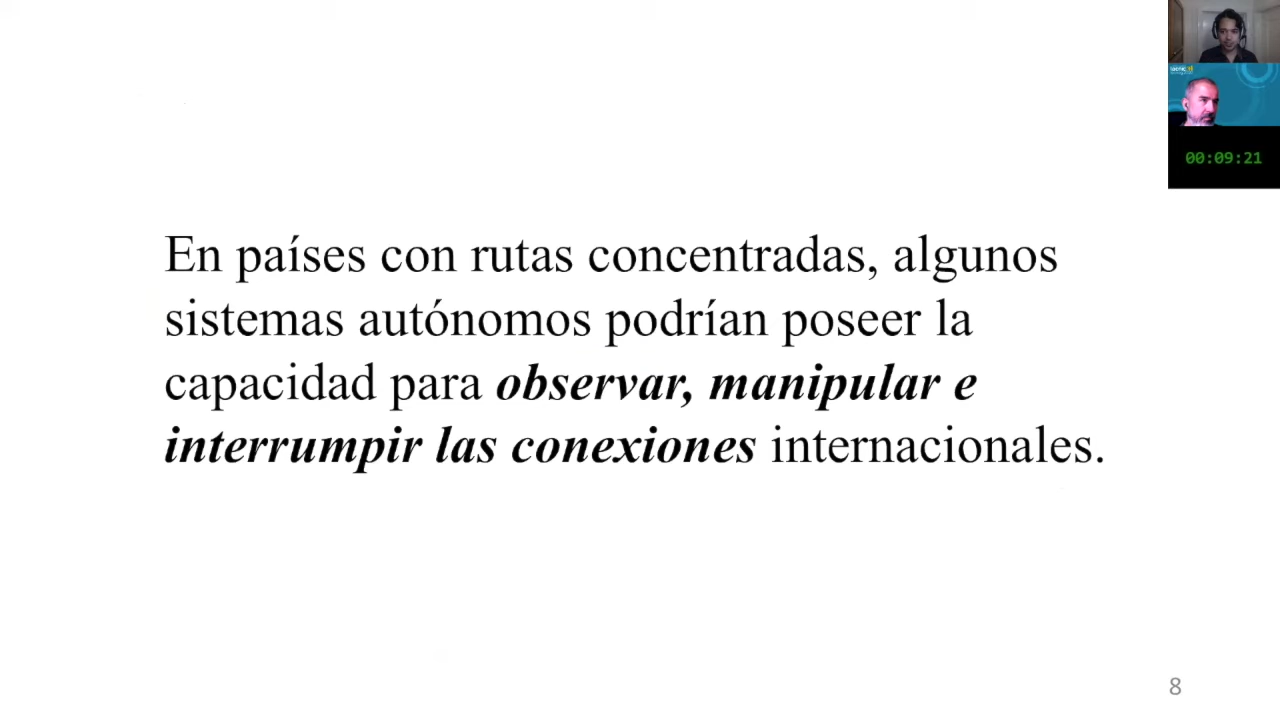 00:09:21
En países con rutas concentradas, algunos
sistemas autónomos podrían poseer la
capacidad para observar, manipular e
interrumpir las conexiones internacionales.
8